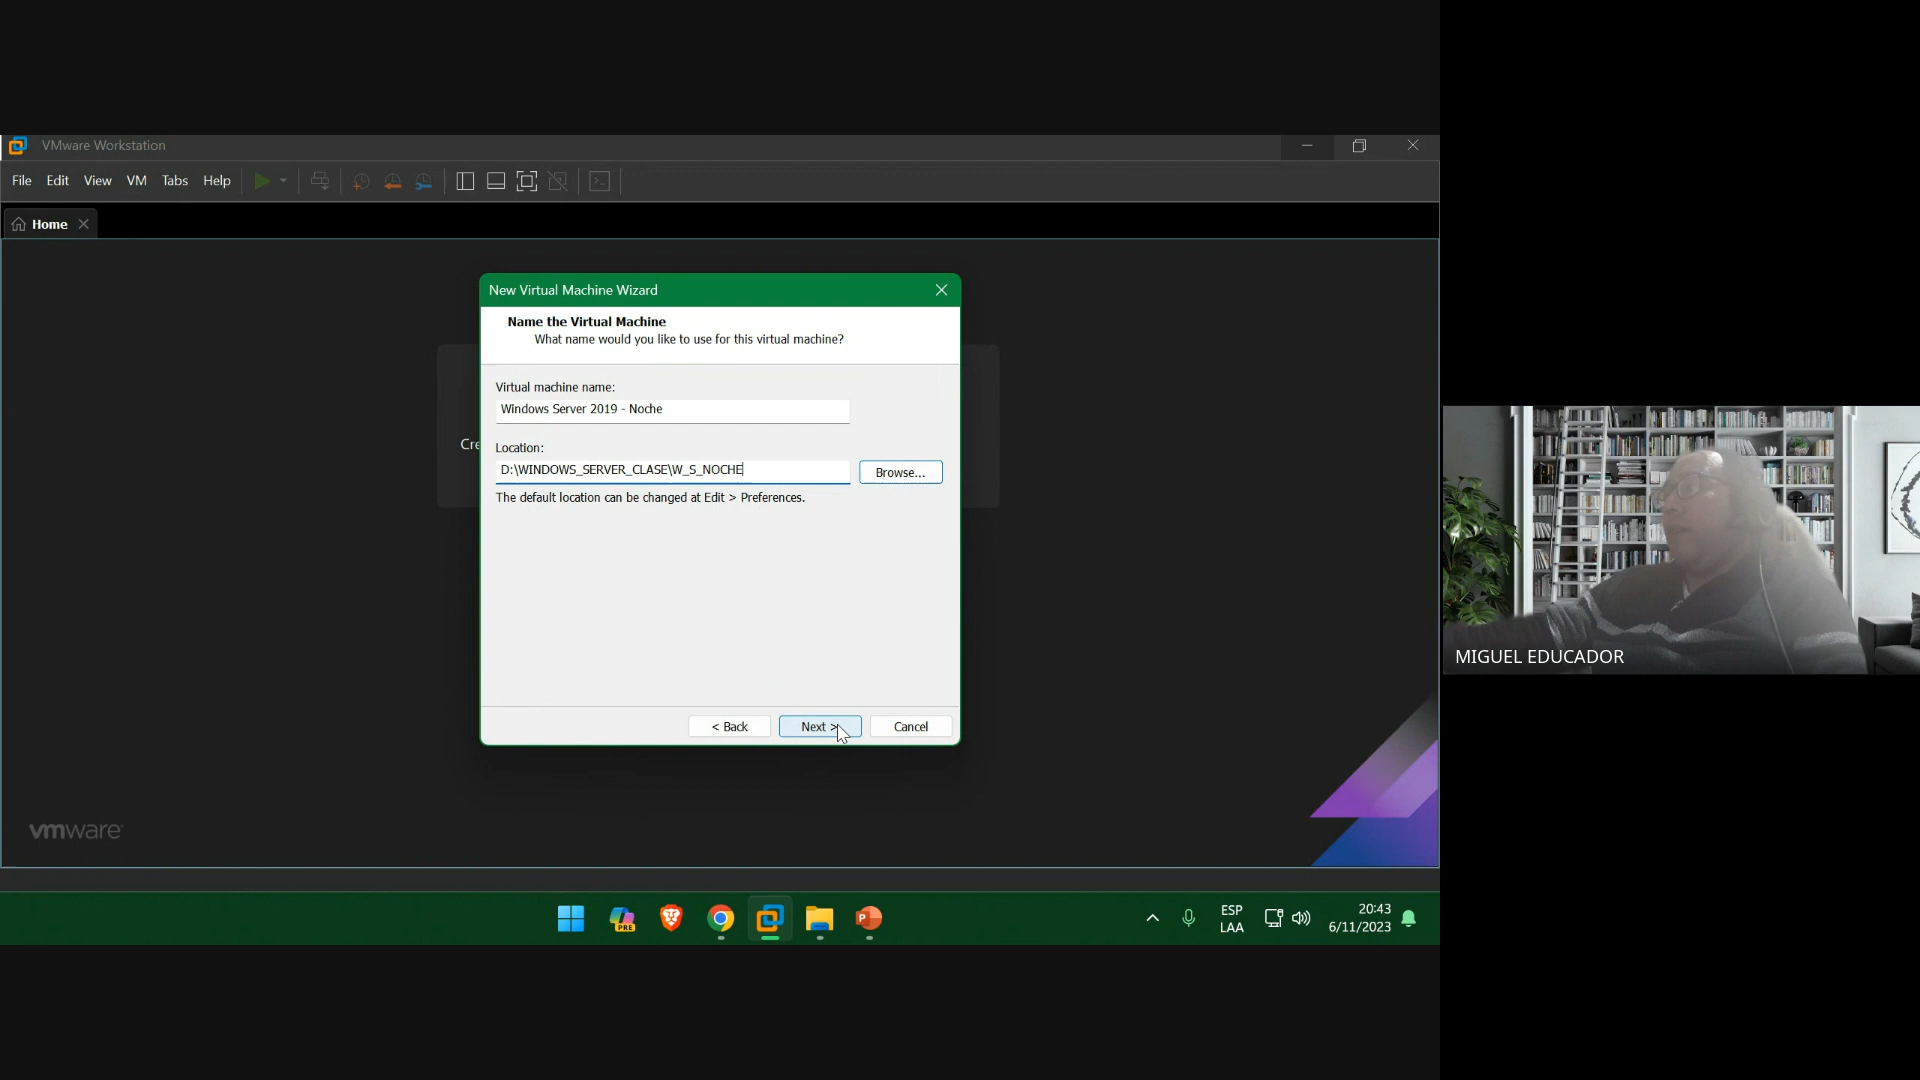 VMware Workstation
File Edit View VM Tabs Help
Home
New Virtual Machine Wizard
Name the Virtual Machine
What name would you like to use for this virtual machine?
Virtual machine name:
Windows Server 2019 - Noche
Cre
Location:
D:\WINDOWS_SERVER_CLASE\W_S_NOCHE
Browse...
The default location can be changed at Edit > Preferences.
< Back Next > Cancel
MIGUEL EDUCADOR
vmware
PRE
P
ESP
LAA
20:43
6/11/2023